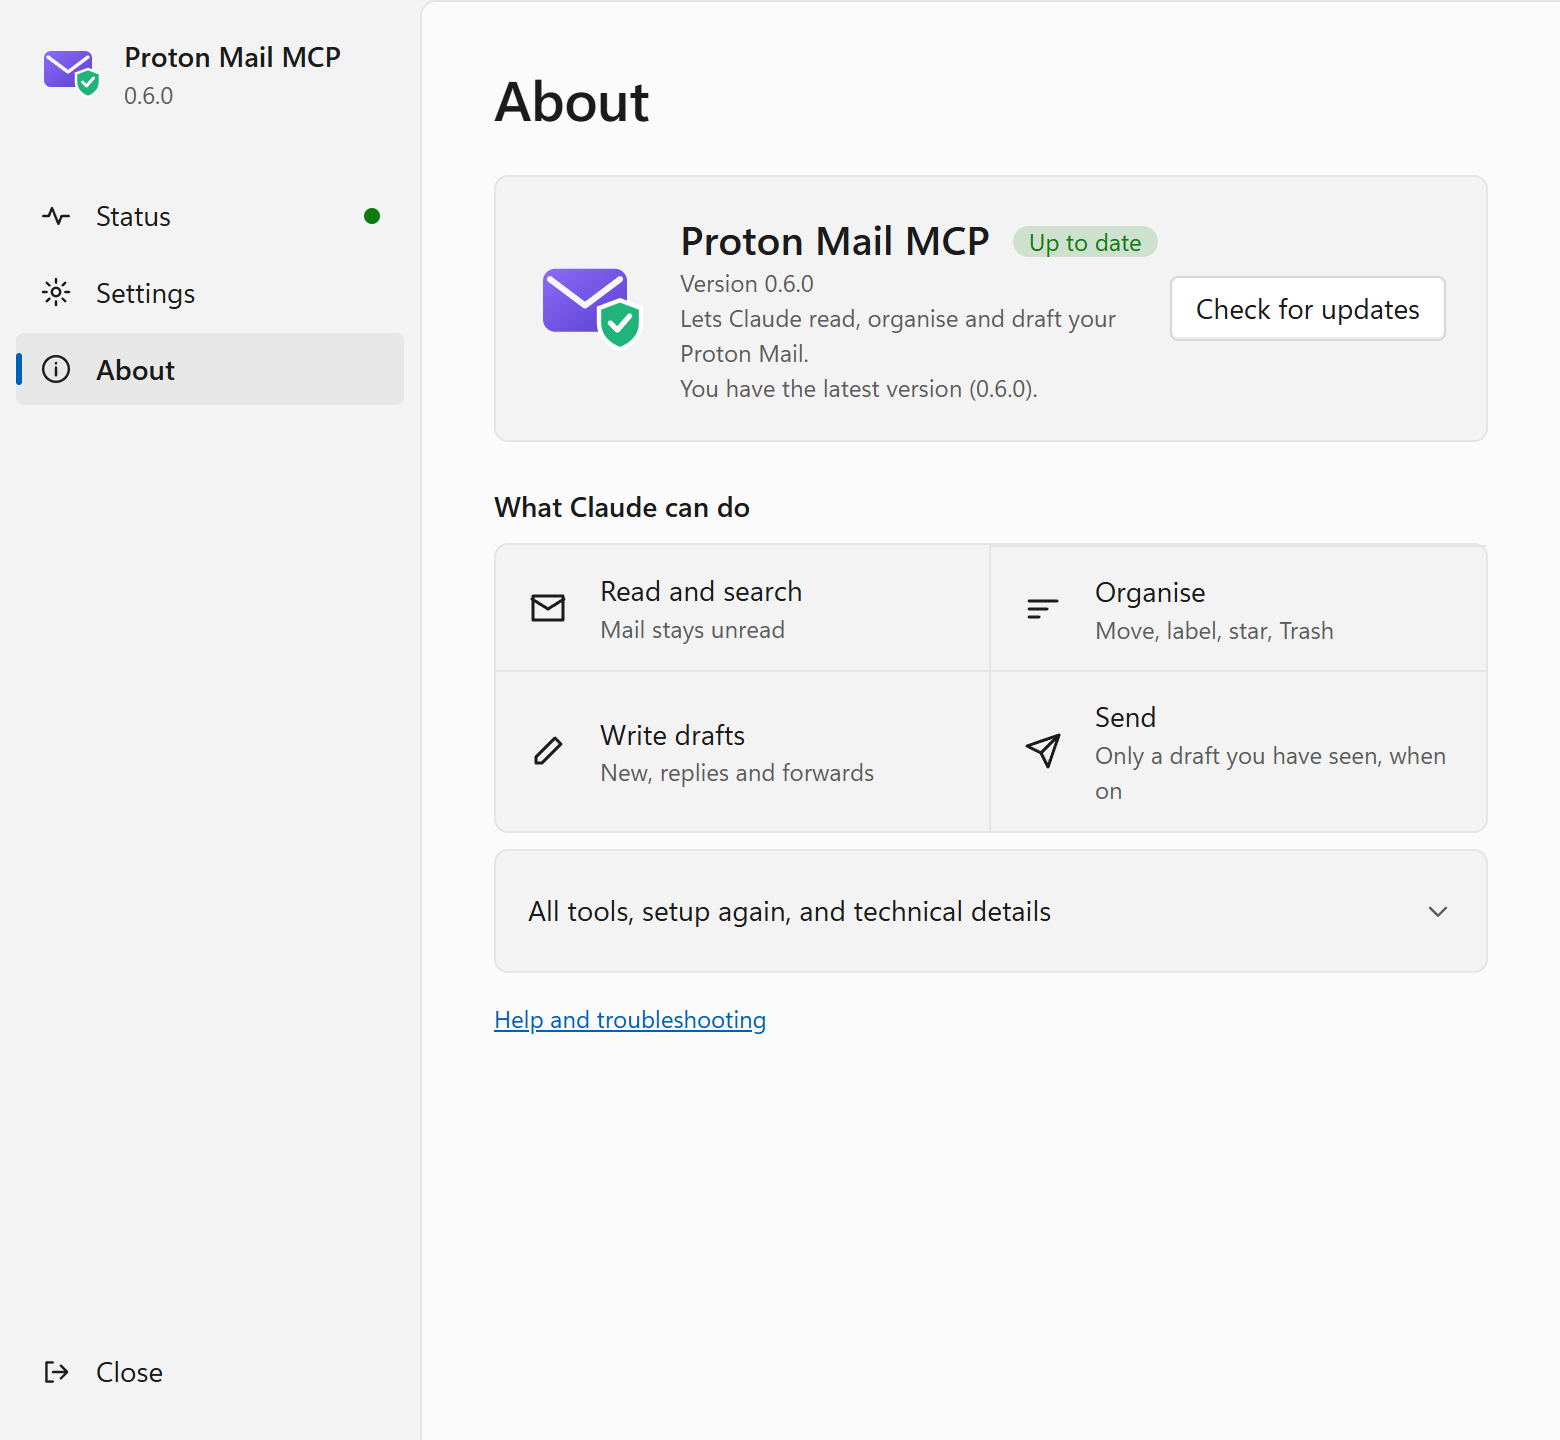 Proton Mail MCP
0.6.0
Status
Settings
About
Close
About
Proton Mail MCP
Up to date
Version 0.6.0
Lets Claude read, organise and draft your
Proton Mail.
You have the latest version (0.6.0).
Check for updates
What Claude can do
Read and search
Mail stays unread
Organise
Move, label, star, Trash
Write drafts
New, replies and forwards
Send
Only a draft you have seen, when
on
All tools, setup again, and technical details
Help and troubleshooting